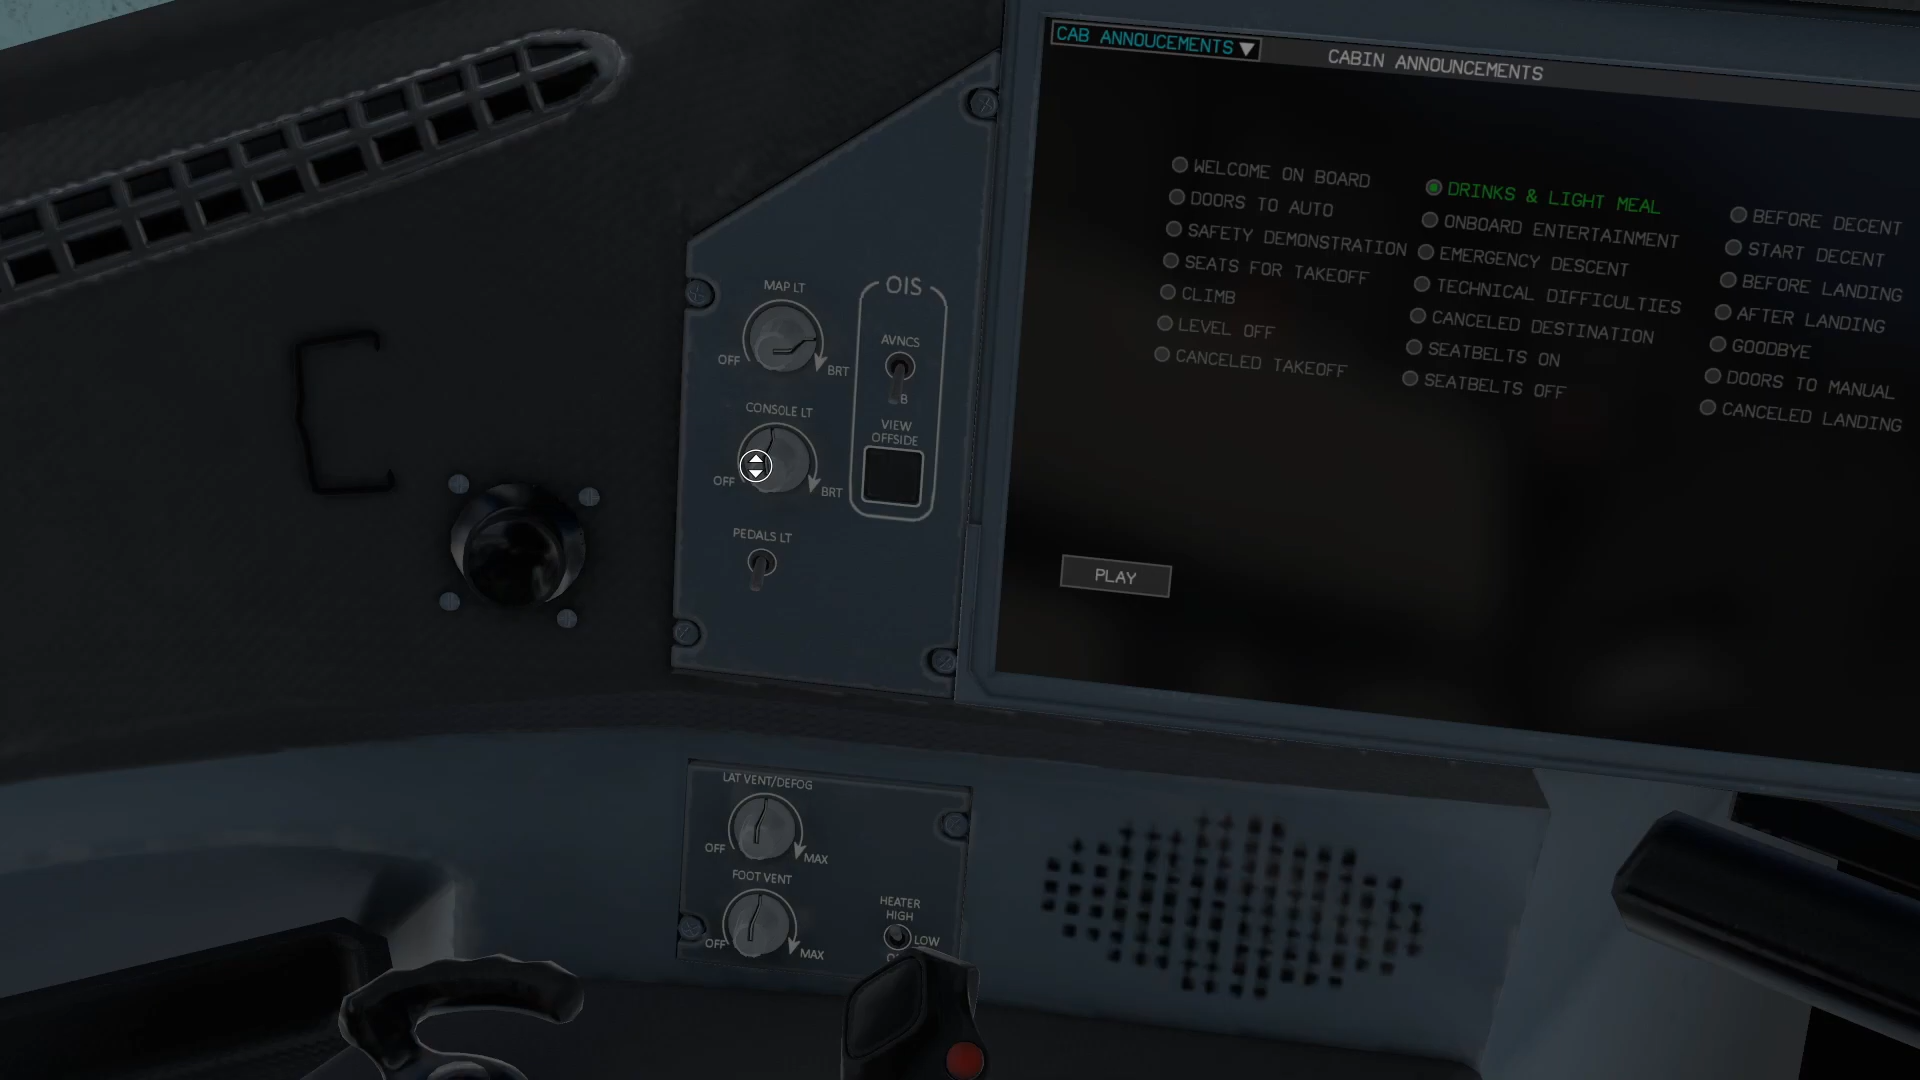 CAB ANNOUCEMENTS
CABIN ANNOUNCEMENTS
WELCOME ON BOARD
DOORS TO AUTO
SAFETY DEMONSTRATION
SEATS FOR TAKEOFF
CLIMB
LEVEL OFF
CANCELED TAKEOFF
DRINKS & LIGHT MEAL
ONBOARD ENTERTAINMENT
EMERGENCY DESCENT
TECHNICAL DIFFICULTIES
CANCELED DESTINATION
SEATBELTS ON
SEATBELTS OFF
BEFORE DECENT
START DECENT
BEFORE LANDING
AFTER LANDING
GOODBYE
DOORS TO MANUAL
CANCELED LANDING
PLAY
MAP LT
OFF
BRT
CONSOLE LT
OFF
BRT
PEDALS LT
OIS
AVNCS
B
VIEW
OFFSIDE
LAT VENT/DEFOG
OFF
MAX
FOOT VENT
OFF
MAX
HEATER
HIGH
LOW